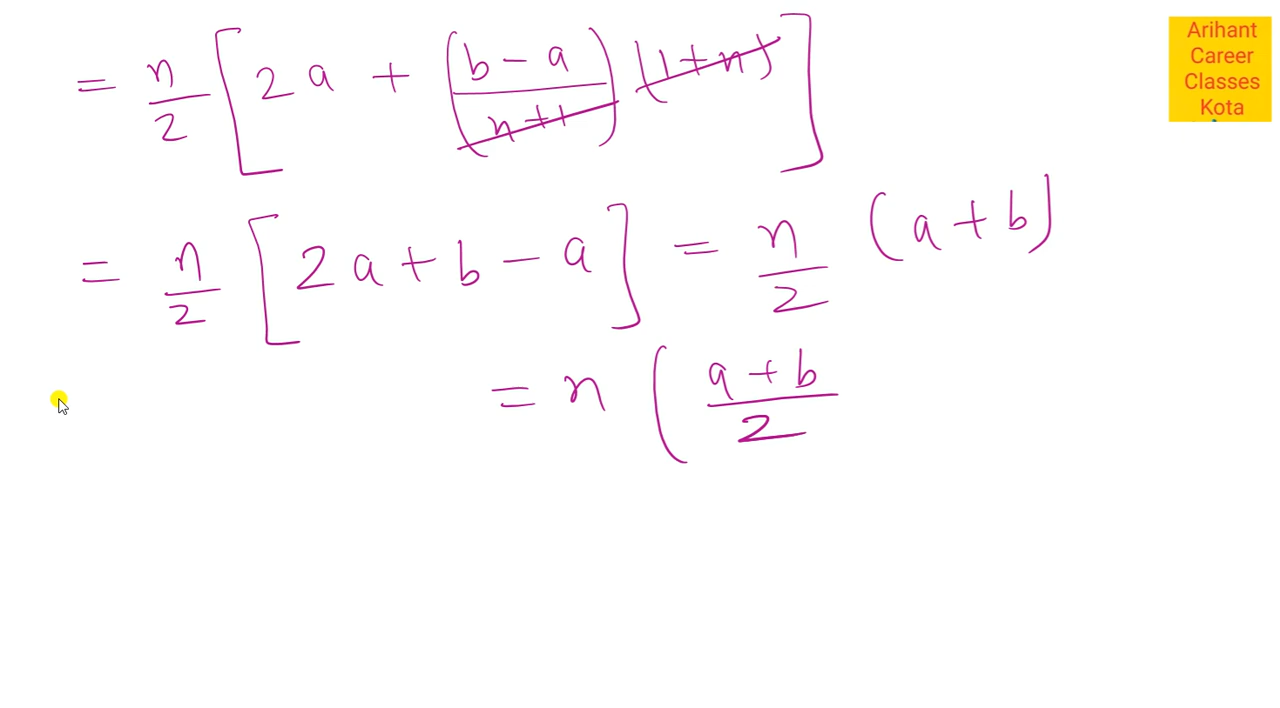 = n/2 [2a + ((b - a)/(n+1)) (1+n)]
= n/2 [2a + b - a] = n/2 (a + b)
= n ( (a + b)/2
Arihant
Career
Classes
Kota